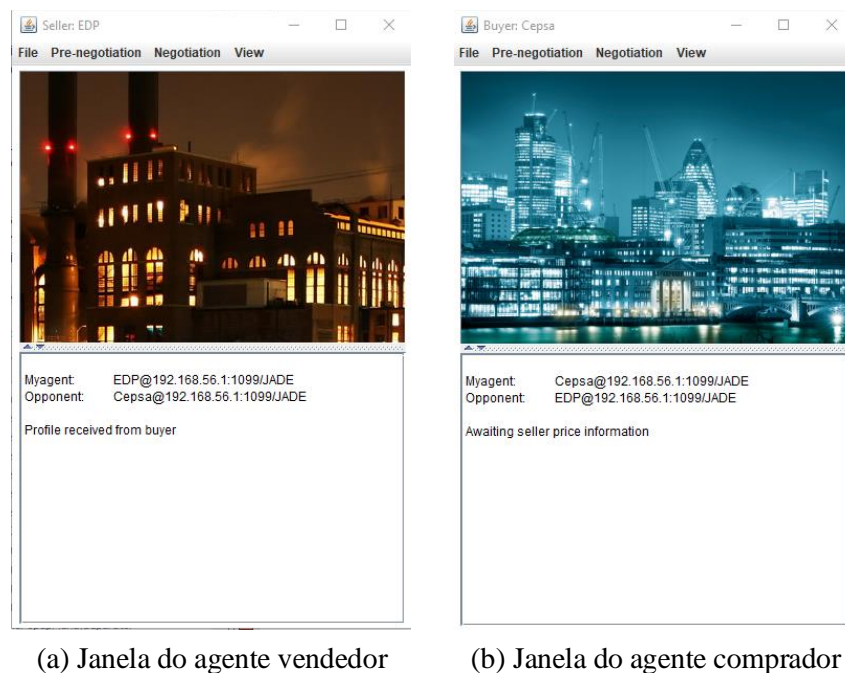 Seller: EDP
File Pre-negotiation Negotiation View
Myagent: EDP@192.168.56.1:1099/JADE
Opponent: Cepsa@192.168.56.1:1099/JADE
Profile received from buyer
(a) Janela do agente vendedor
Buyer: Cepsa
File Pre-negotiation Negotiation View
Myagent: Cepsa@192.168.56.1:1099/JADE
Opponent: EDP@192.168.56.1:1099/JADE
Awaiting seller price information
(b) Janela do agente comprador